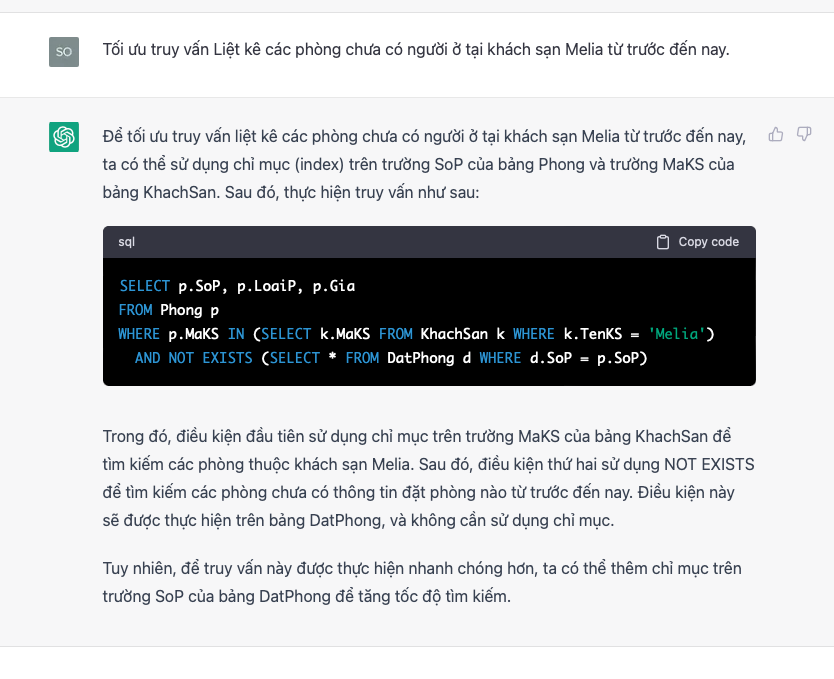 SO
Tối ưu truy vấn Liệt kê các phòng chưa có người ở tại khách sạn Melia từ trước đến nay.
Để tối ưu truy vấn liệt kê các phòng chưa có người ở tại khách sạn Melia từ trước đến nay,
ta có thể sử dụng chỉ mục (index) trên trường SoP của bảng Phong và trường MaKS của
bảng KhachSan. Sau đó, thực hiện truy vấn như sau:
sql
Copy code
SELECT p.SoP, p.LoaiP, p.Gia
FROM Phong p
WHERE p.MaKS IN (SELECT k.MaKS FROM KhachSan k WHERE k.TenKS = 'Melia')
AND NOT EXISTS (SELECT * FROM DatPhong d WHERE d.SoP = p.SoP)
Trong đó, điều kiện đầu tiên sử dụng chỉ mục trên trường MaKS của bảng KhachSan để
tìm kiếm các phòng thuộc khách sạn Melia. Sau đó, điều kiện thứ hai sử dụng NOT EXISTS
để tìm kiếm các phòng chưa có thông tin đặt phòng nào từ trước đến nay. Điều kiện này
sẽ được thực hiện trên bảng DatPhong, và không cần sử dụng chỉ mục.
Tuy nhiên, để truy vấn này được thực hiện nhanh chóng hơn, ta có thể thêm chỉ mục trên
trường SoP của bảng DatPhong để tăng tốc độ tìm kiếm.